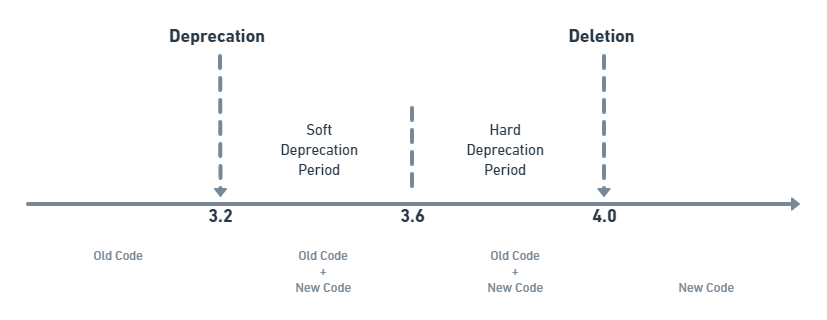 Deprecation
Deletion
Soft
Deprecation
Period
Hard
Deprecation
Period
3.2
3.6
4.0
Old Code
Old Code
+
New Code
Old Code
+
New Code
New Code